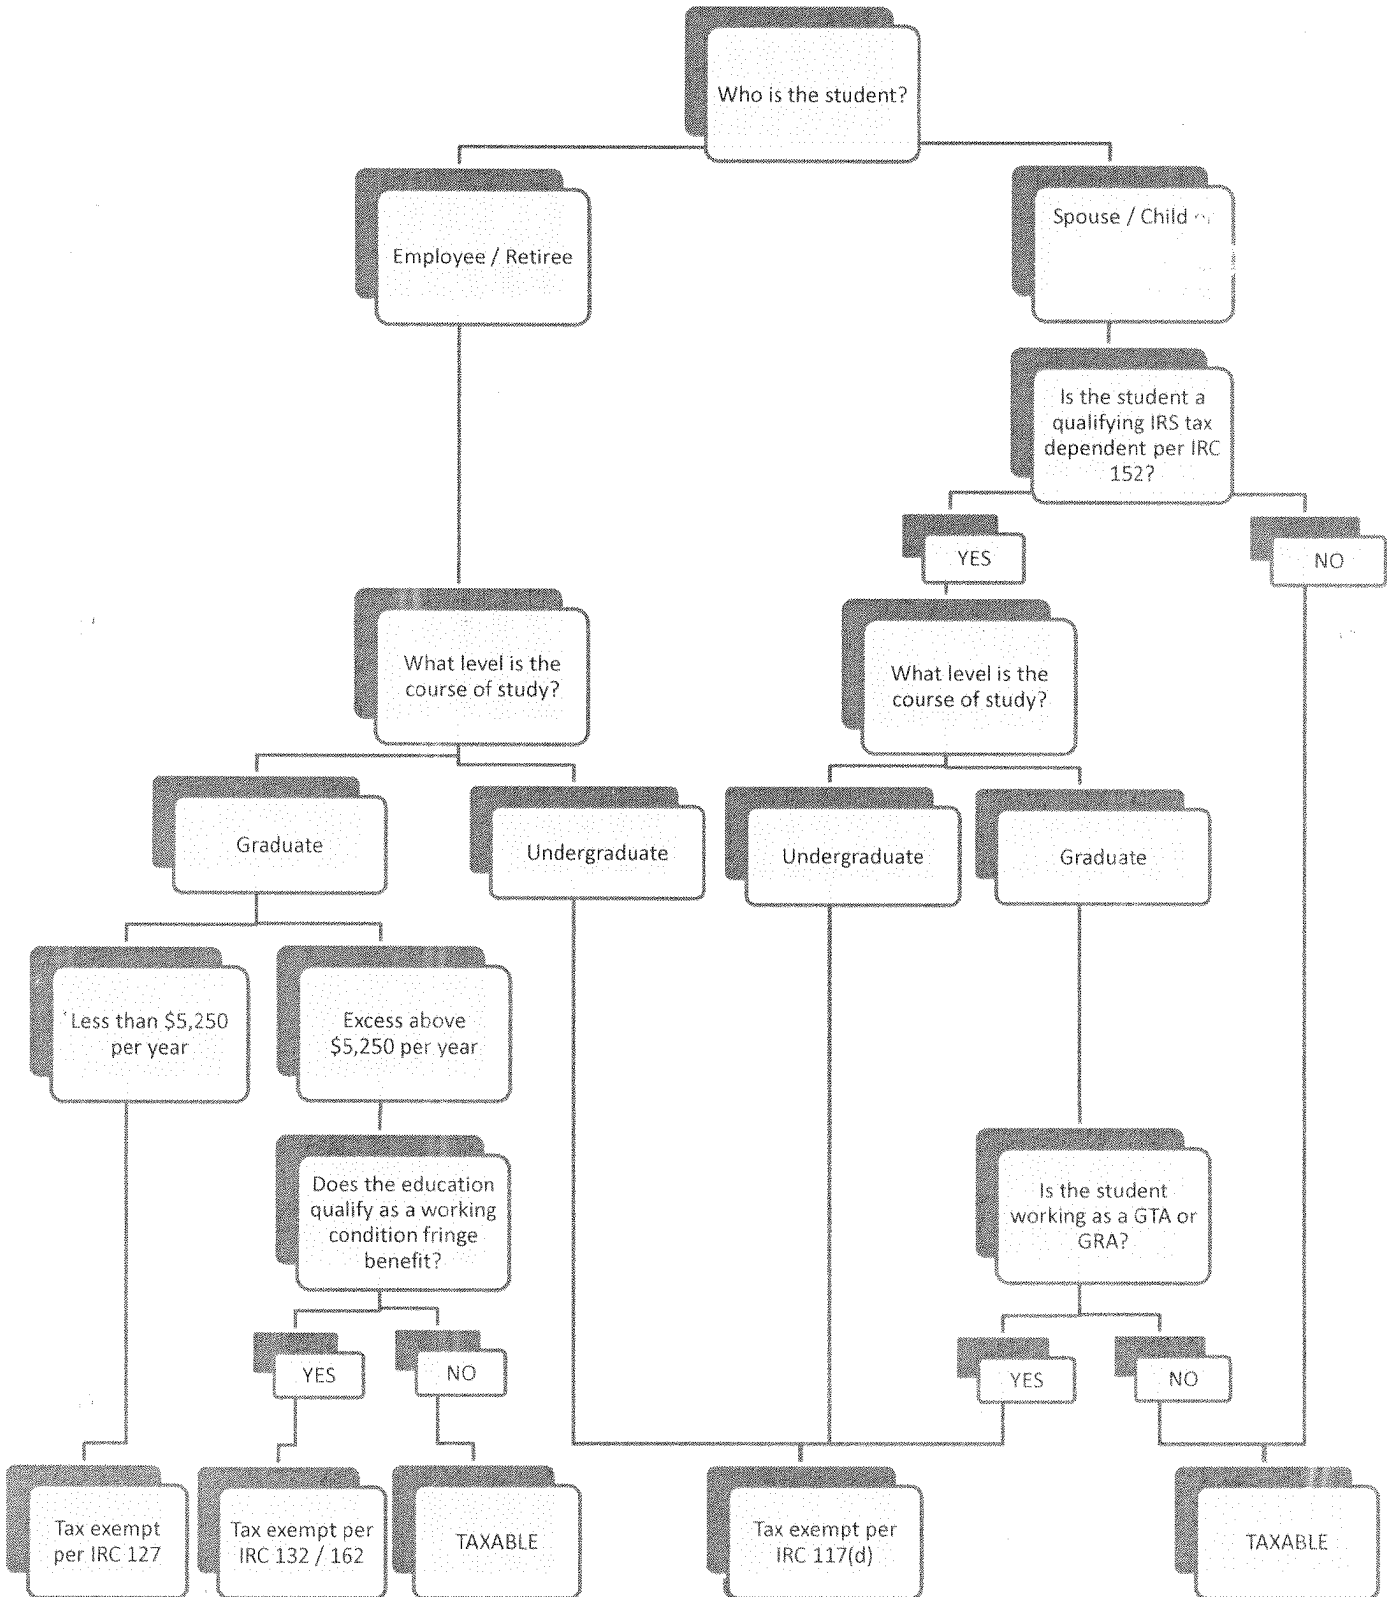 Who is the student?
Employee / Retiree
Spouse / Child
Is the student a
qualifying IRS tax
dependent per IRC
152?
YES
NO
What level is the
course of study?
What level is the
course of study?
Graduate
Undergraduate
Undergraduate
Graduate
Less than $5,250
per year
Excess above
$5,250 per year
Does the education
qualify as a working
condition fringe
benefit?
Is the student
working as a GTA or
GRA?
YES
NO
YES
NO
Tax exempt
per IRC 127
Tax exempt per
IRC 132 / 162
TAXABLE
Tax exempt per
IRC 117(d)
TAXABLE